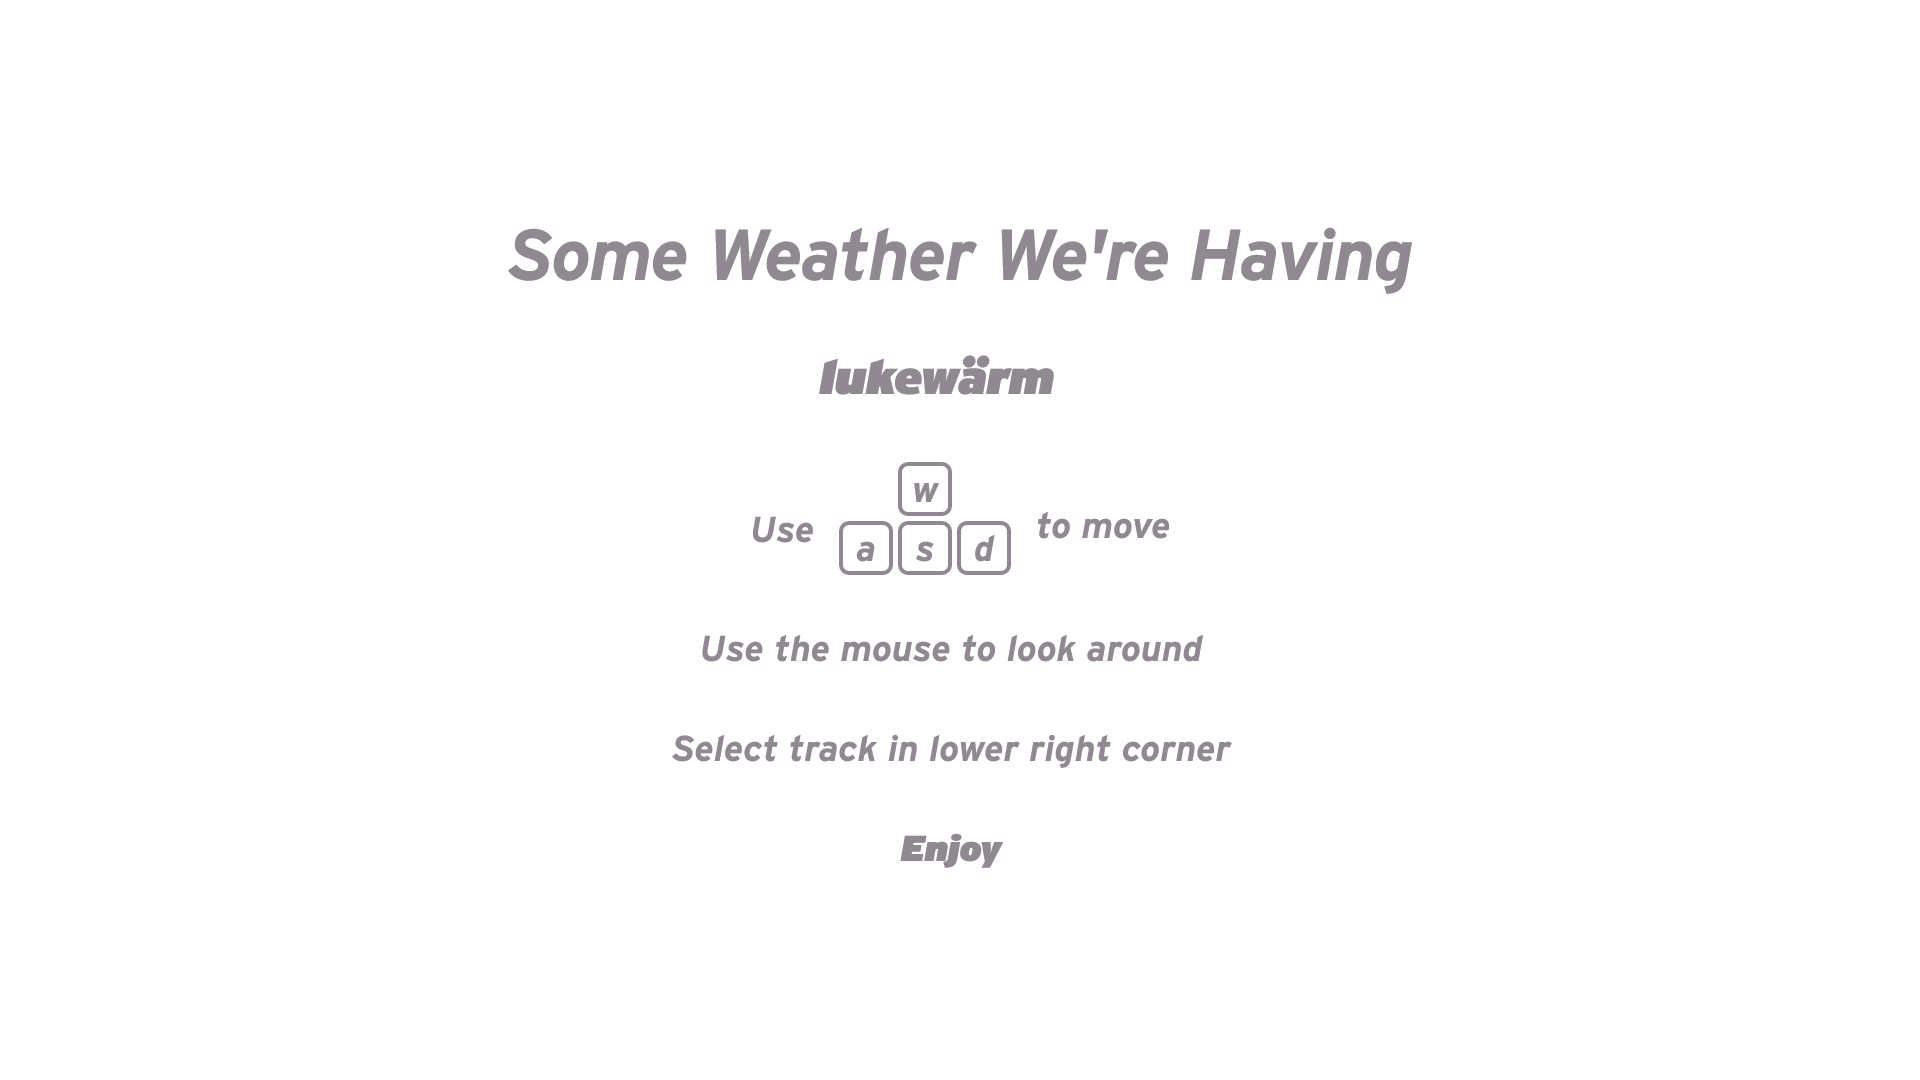 Some Weather We're Having
lukewärm
w
Use a s d to move
Use the mouse to look around
Select track in lower right corner
Enjoy